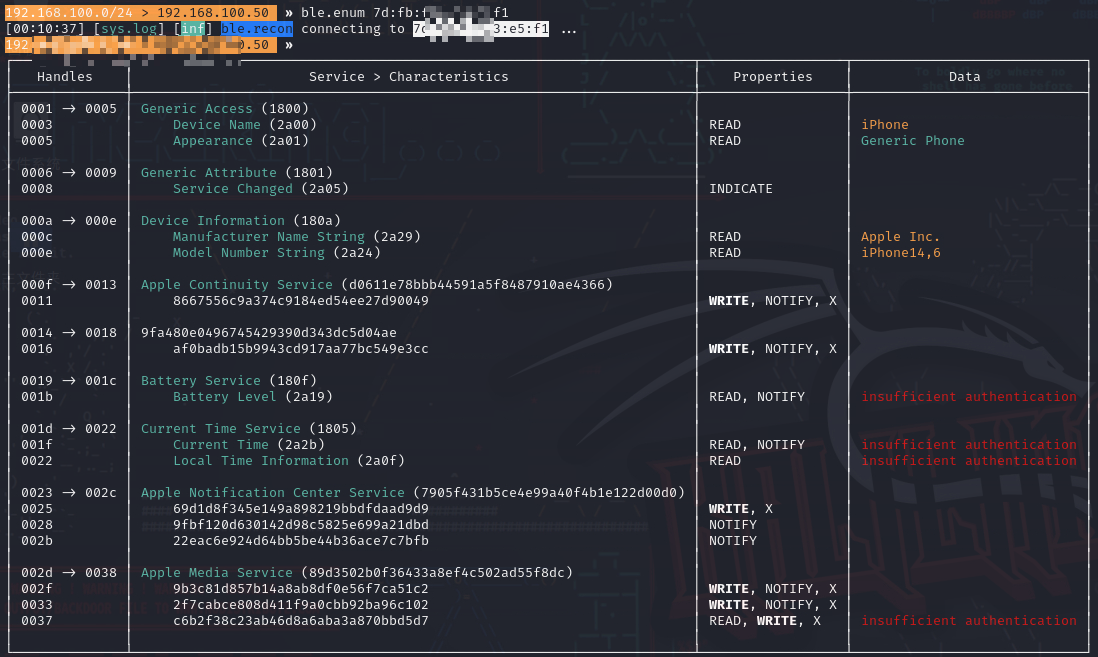 192.168.100.0/24 > 192.168.100.50 » ble.enum 7d:fb:f1
[00:10:37] [sys.log] [inf] ble.recon connecting to 7 3:e5:f1 ...
192 .50 »
Handles Service > Characteristics Properties Data
0001 → 0005 Generic Access (1800)
0003 Device Name (2a00) READ iPhone
0005 Appearance (2a01) READ Generic Phone
0006 → 0009 Generic Attribute (1801)
0008 Service Changed (2a05) INDICATE
000a → 000e Device Information (180a)
000c Manufacturer Name String (2a29) READ Apple Inc.
000e Model Number String (2a24) READ iPhone14,6
000f → 0013 Apple Continuity Service (d0611e78bbb44591a5f8487910ae4366)
0011 8667556c9a374c9184ed54ee27d90049 WRITE, NOTIFY, X
0014 → 0018 9fa480e0496745429390d343dc5d04ae
0016 af0badb15b9943cd917aa77bc549e3cc WRITE, NOTIFY, X
0019 → 001c Battery Service (180f)
001b Battery Level (2a19) READ, NOTIFY insufficient authentication
001d → 0022 Current Time Service (1805)
001f Current Time (2a2b) READ, NOTIFY insufficient authentication
0022 Local Time Information (2a0f) READ insufficient authentication
0023 → 002c Apple Notification Center Service (7905f431b5ce4e99a40f4b1e122d00d0)
0025 69d1d8f345e149a898219bbdfdaad9d9 WRITE, X
0028 9fbf120d630142d98c5825e699a21dbd NOTIFY
002b 22eac6e924d64bb5be44b36ace7c7bfb NOTIFY
002d → 0038 Apple Media Service (89d3502b0f36433a8ef4c502ad55f8dc)
002f 9b3c81d857b14a8ab8df0e56f7ca51c2 WRITE, NOTIFY, X
0033 2f7cabce808d411f9a0cbb92ba96c102 WRITE, NOTIFY, X
0037 c6b2f38c23ab46d8a6aba3a870bbd5d7 READ, WRITE, X insufficient authentication